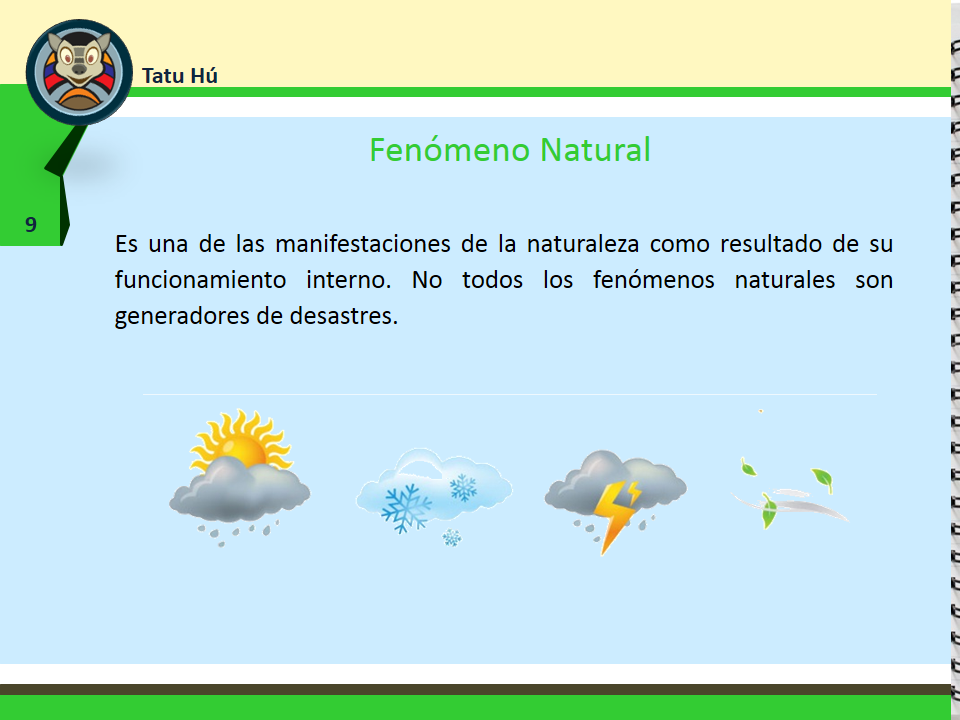 Tatu Hú
Fenómeno Natural
9
Es una de las manifestaciones de la naturaleza como resultado de su
funcionamiento interno. No todos los fenómenos naturales son
generadores de desastres.